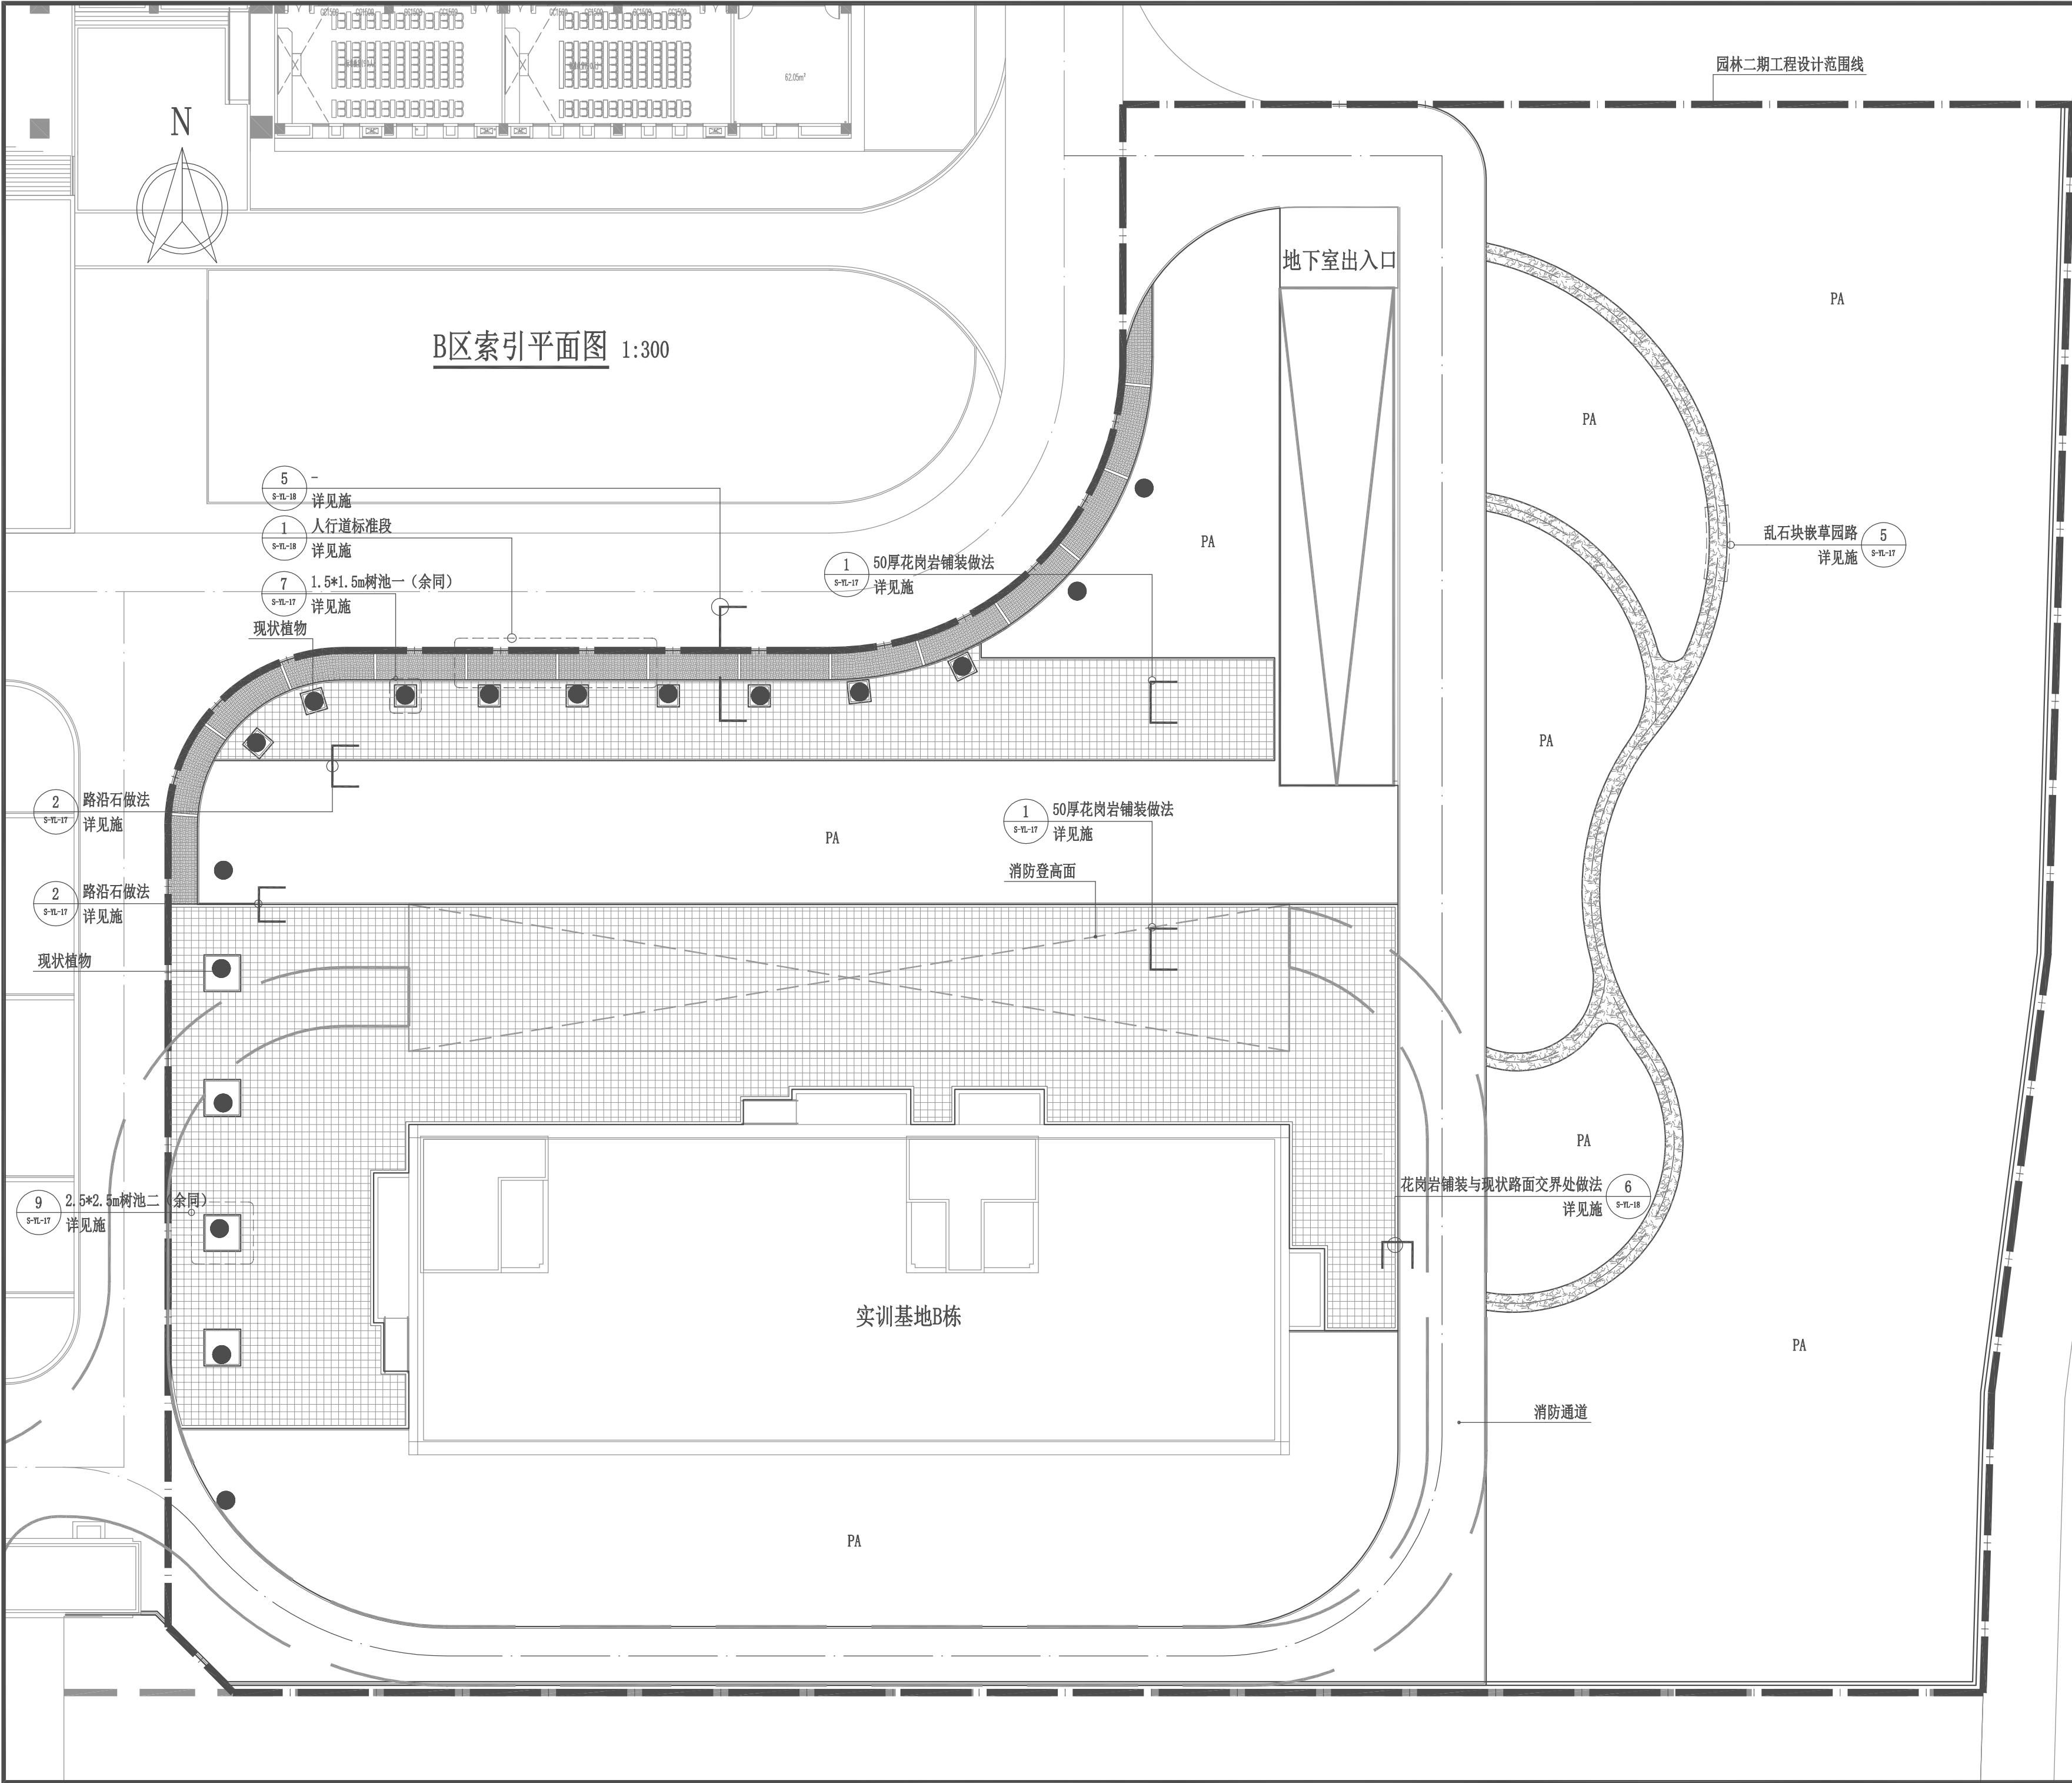 GC1509 GC1509 GC1509 GC1509 GC1509 GC1509 GC1509 GC1509
62.05m²
园林二期工程设计范围线
N
地下室出入口
PA
B区索引平面图 1:300
PA
5 -
S-YL-18 详见施
1 人行道标准段
S-YL-18 详见施
PA
乱石块嵌草园路 5
详见施 S-YL-17
1 50厚花岗岩铺装做法
S-YL-17 详见施
7 1.5*1.5m树池一（余同）
S-YL-17 详见施
现状植物
PA
2 路沿石做法
S-YL-17 详见施
1 50厚花岗岩铺装做法
S-YL-17 详见施
PA
消防登高面
2 路沿石做法
S-YL-17 详见施
现状植物
PA
花岗岩铺装与现状路面交界处做法 6
详见施 S-YL-18
9 2.5*2.5m树池二（余同）
S-YL-17 详见施
实训基地B栋
PA
消防通道
PA